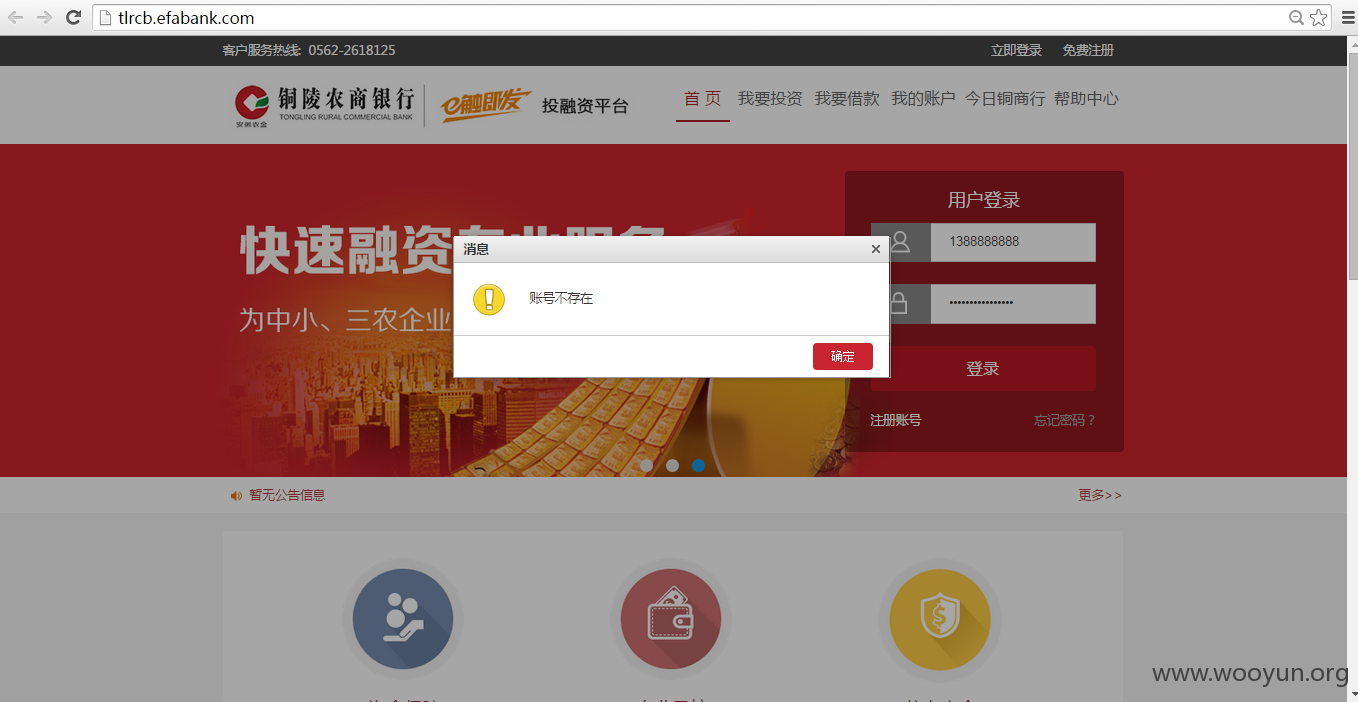 tlrcb.efabank.com
客户服务热线: 0562-2618125
立即登录 免费注册
铜陵农商银行
TONGLING RURAL COMMERCIAL BANK
安徽农金
e触即发 投融资平台
首 页 我要投资 我要借款 我的账户 今日铜商行 帮助中心
用户登录
1388888888
快速融资
为中小、三农企业
消息
账号不存在
确定
登录
注册账号
忘记密码？
暂无公告信息
更多>>
www.wooyun.org